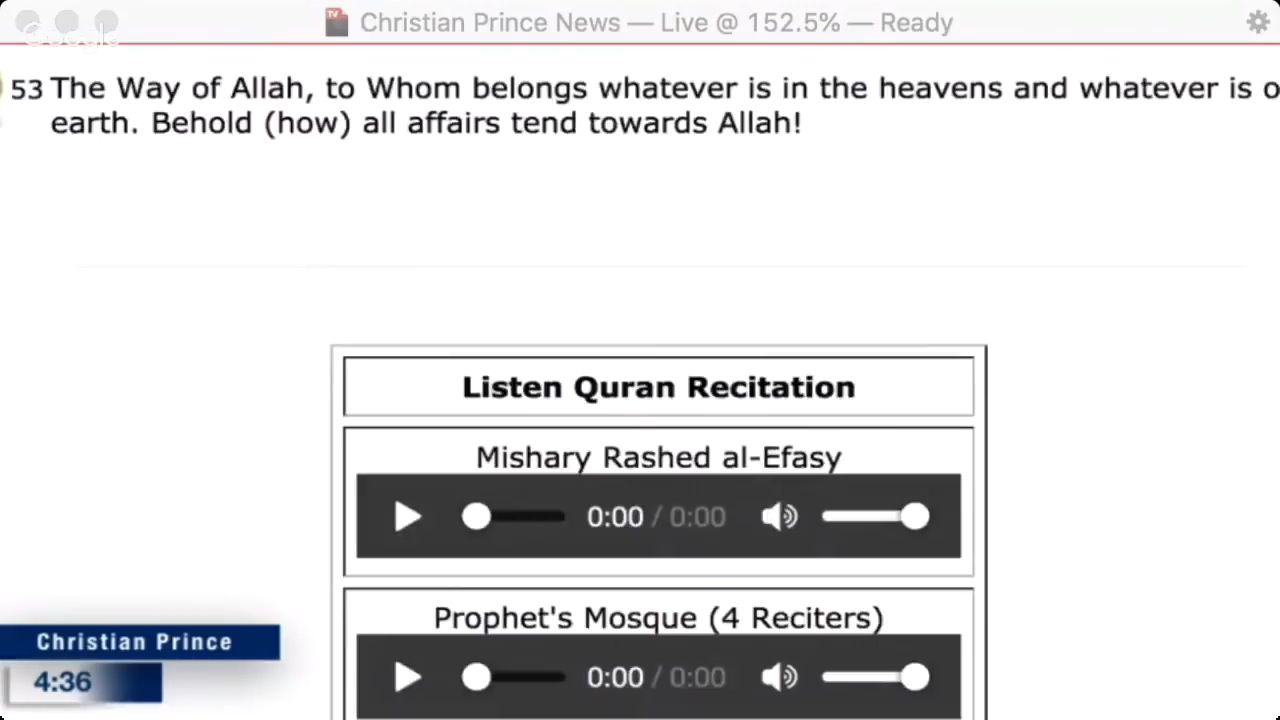 Christian Prince News — Live @ 152.5% — Ready
Google
53 The Way of Allah, to Whom belongs whatever is in the heavens and whatever is o
earth. Behold (how) all affairs tend towards Allah!
Listen Quran Recitation
Mishary Rashed al-Efasy
0:00 / 0:00
Prophet's Mosque (4 Reciters)
0:00 / 0:00
Christian Prince
4:36